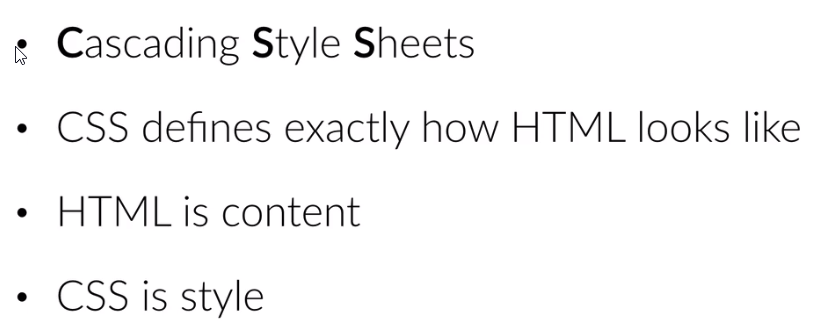 • Cascading Style Sheets
• CSS defines exactly how HTML looks like
• HTML is content
• CSS is style